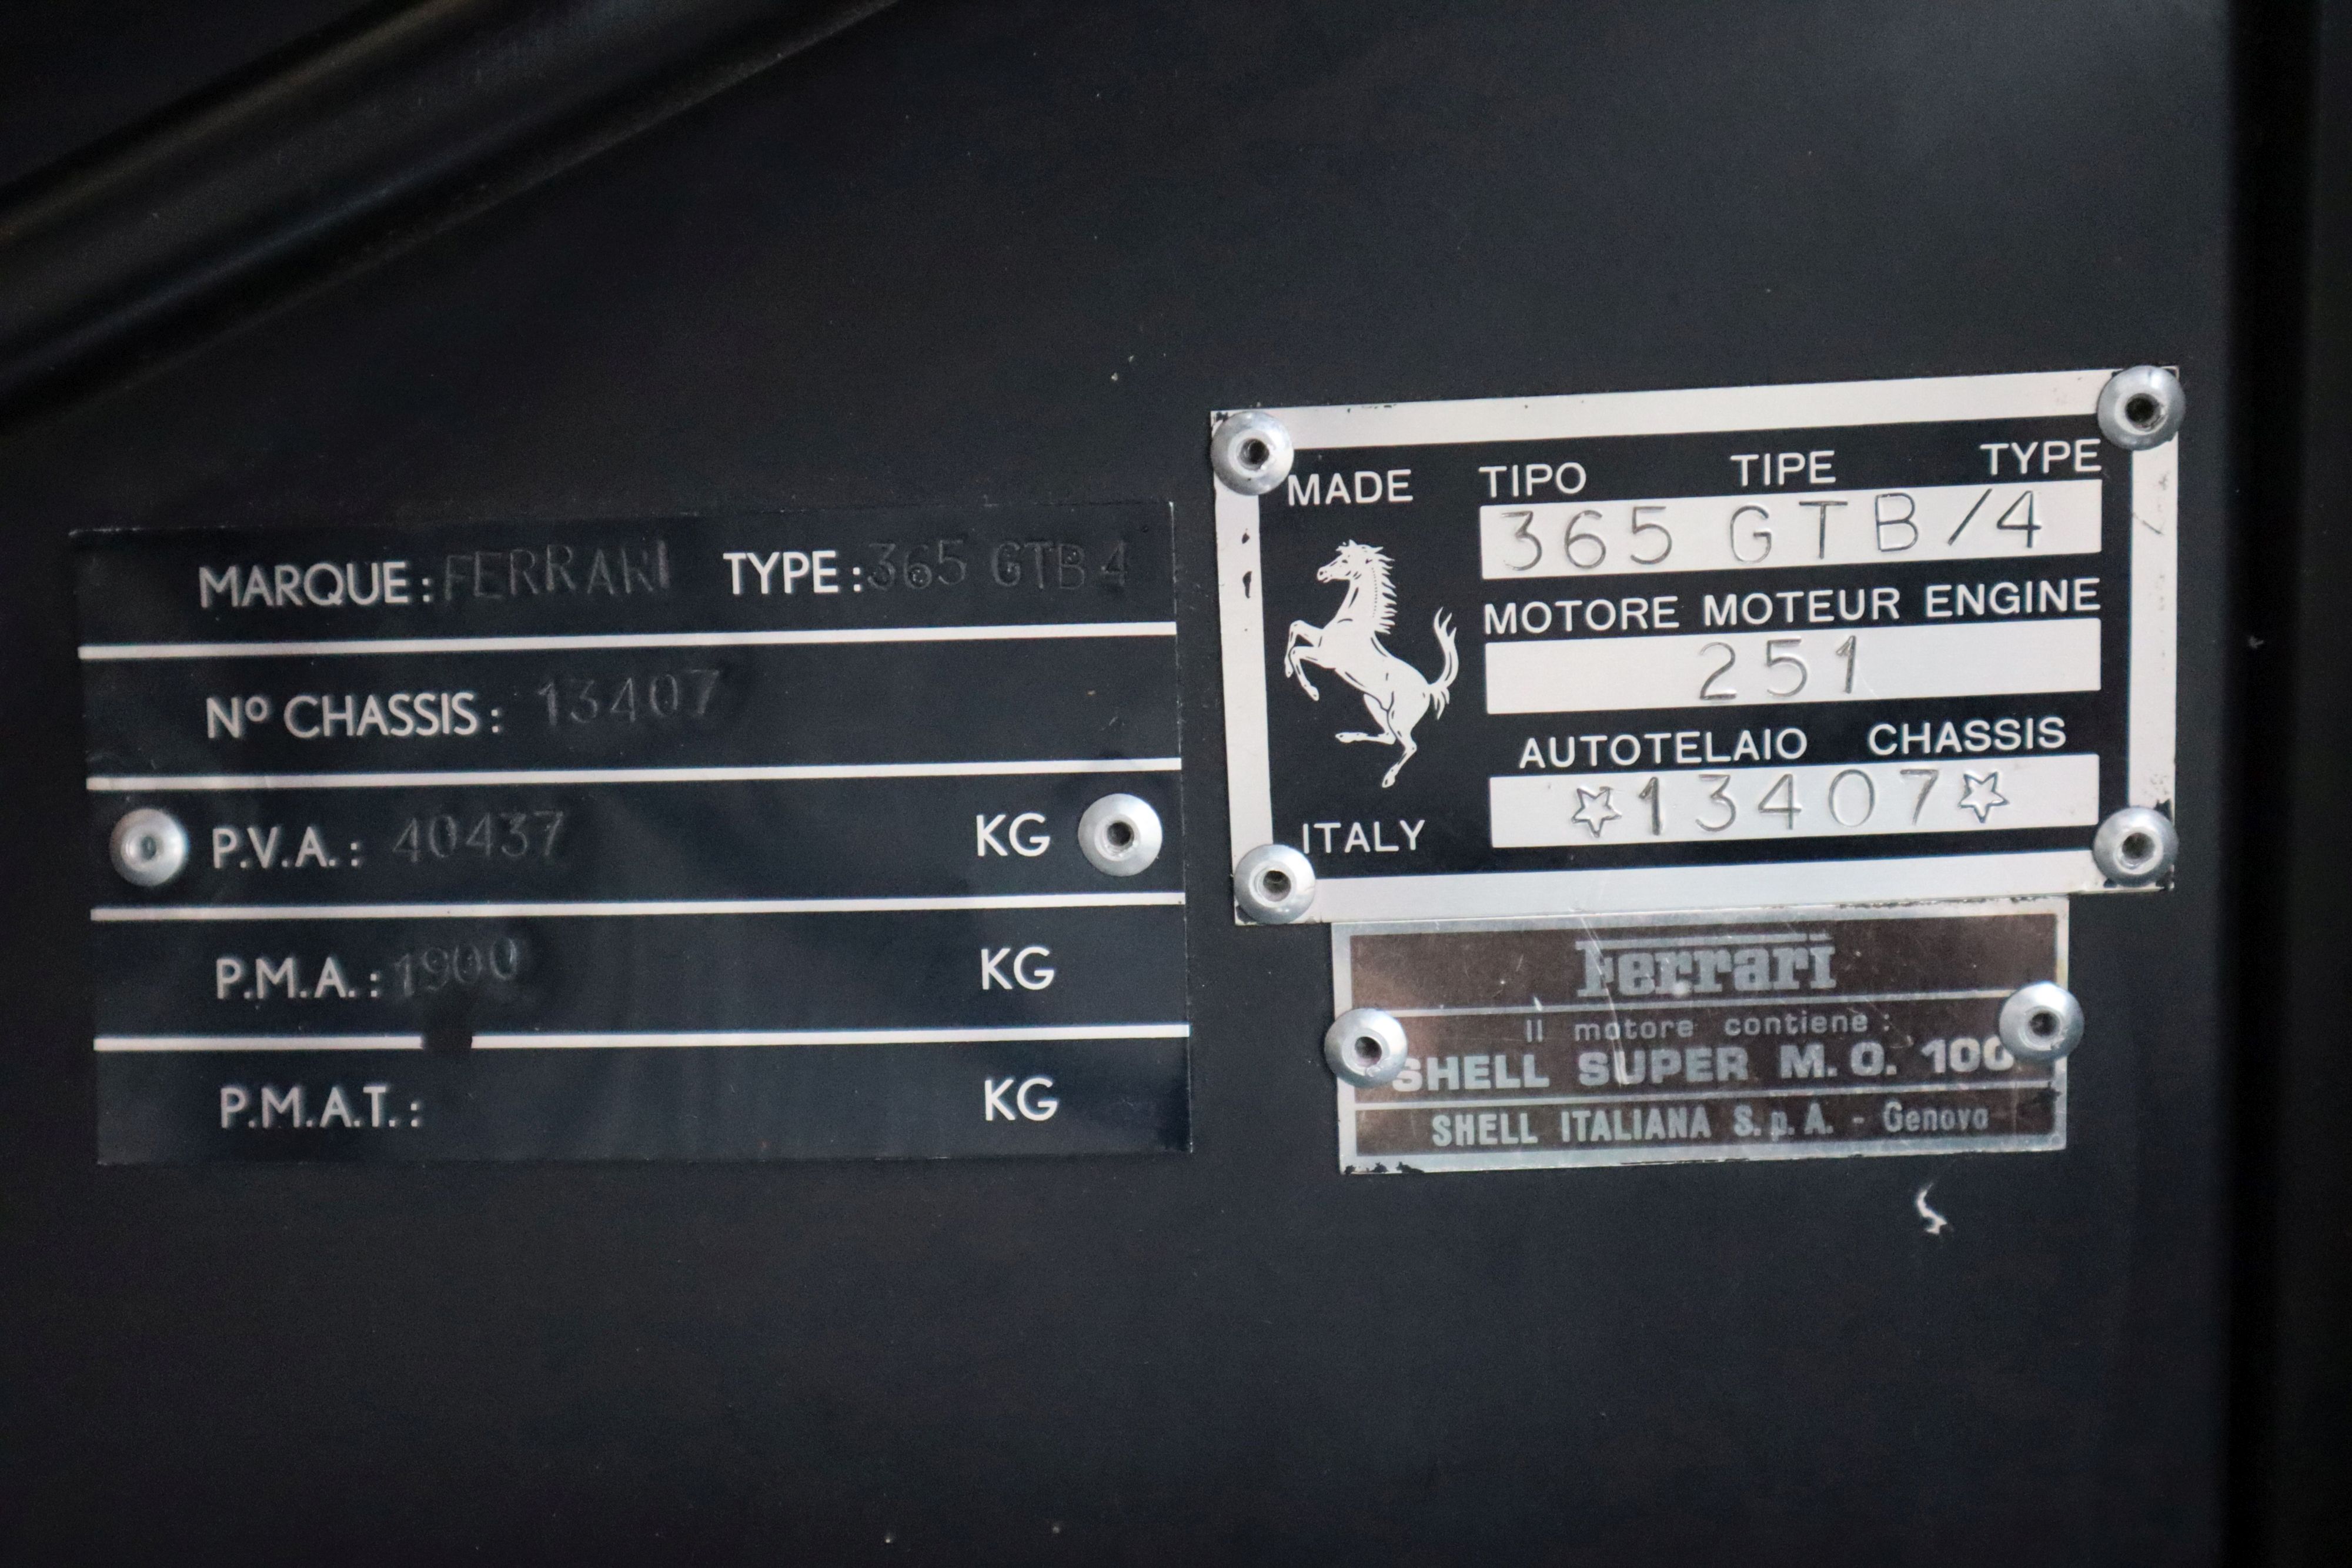 MARQUE: FERRARI TYPE: 365 GTB 4
Nº CHASSIS: 13407
P.V.A.: 40437 KG
P.M.A.: 1900 KG
P.M.A.T.: KG
MADE TIPO TIPE TYPE
365 GTB/4
MOTORE MOTEUR ENGINE
251
AUTOTELAIO CHASSIS
☆13407☆
ITALY
Ferrari
Il motore contiene:
SHELL SUPER M.O. 100
SHELL ITALIANA S.p.A. - Genova